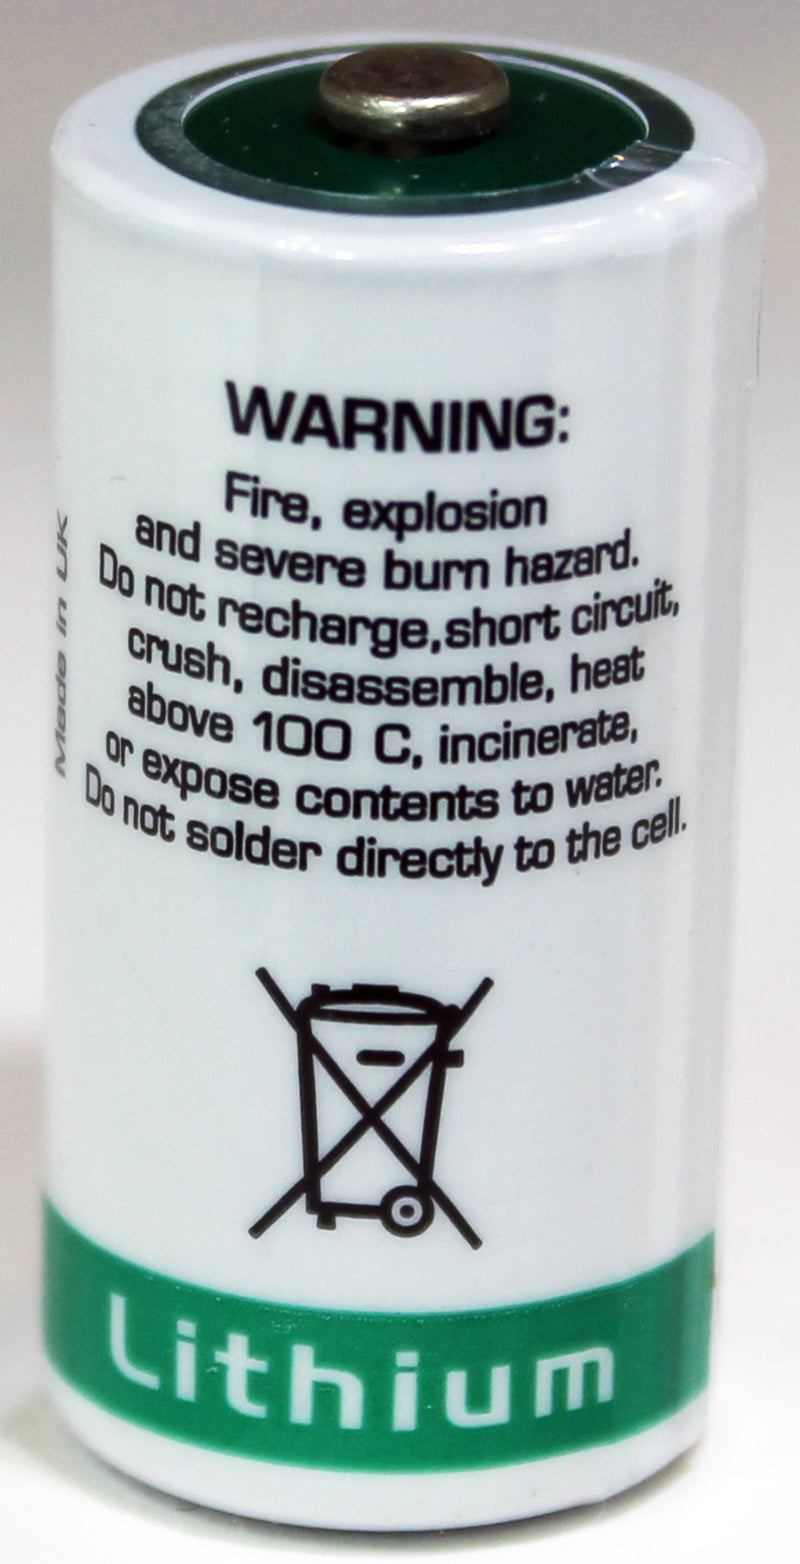 WARNING:
Fire, explosion
and severe burn hazard.
Do not recharge,short circuit,
crush, disassemble, heat
above 100 C, incinerate,
or expose contents to water.
Do not solder directly to the cell.
Made in UK
Lithium